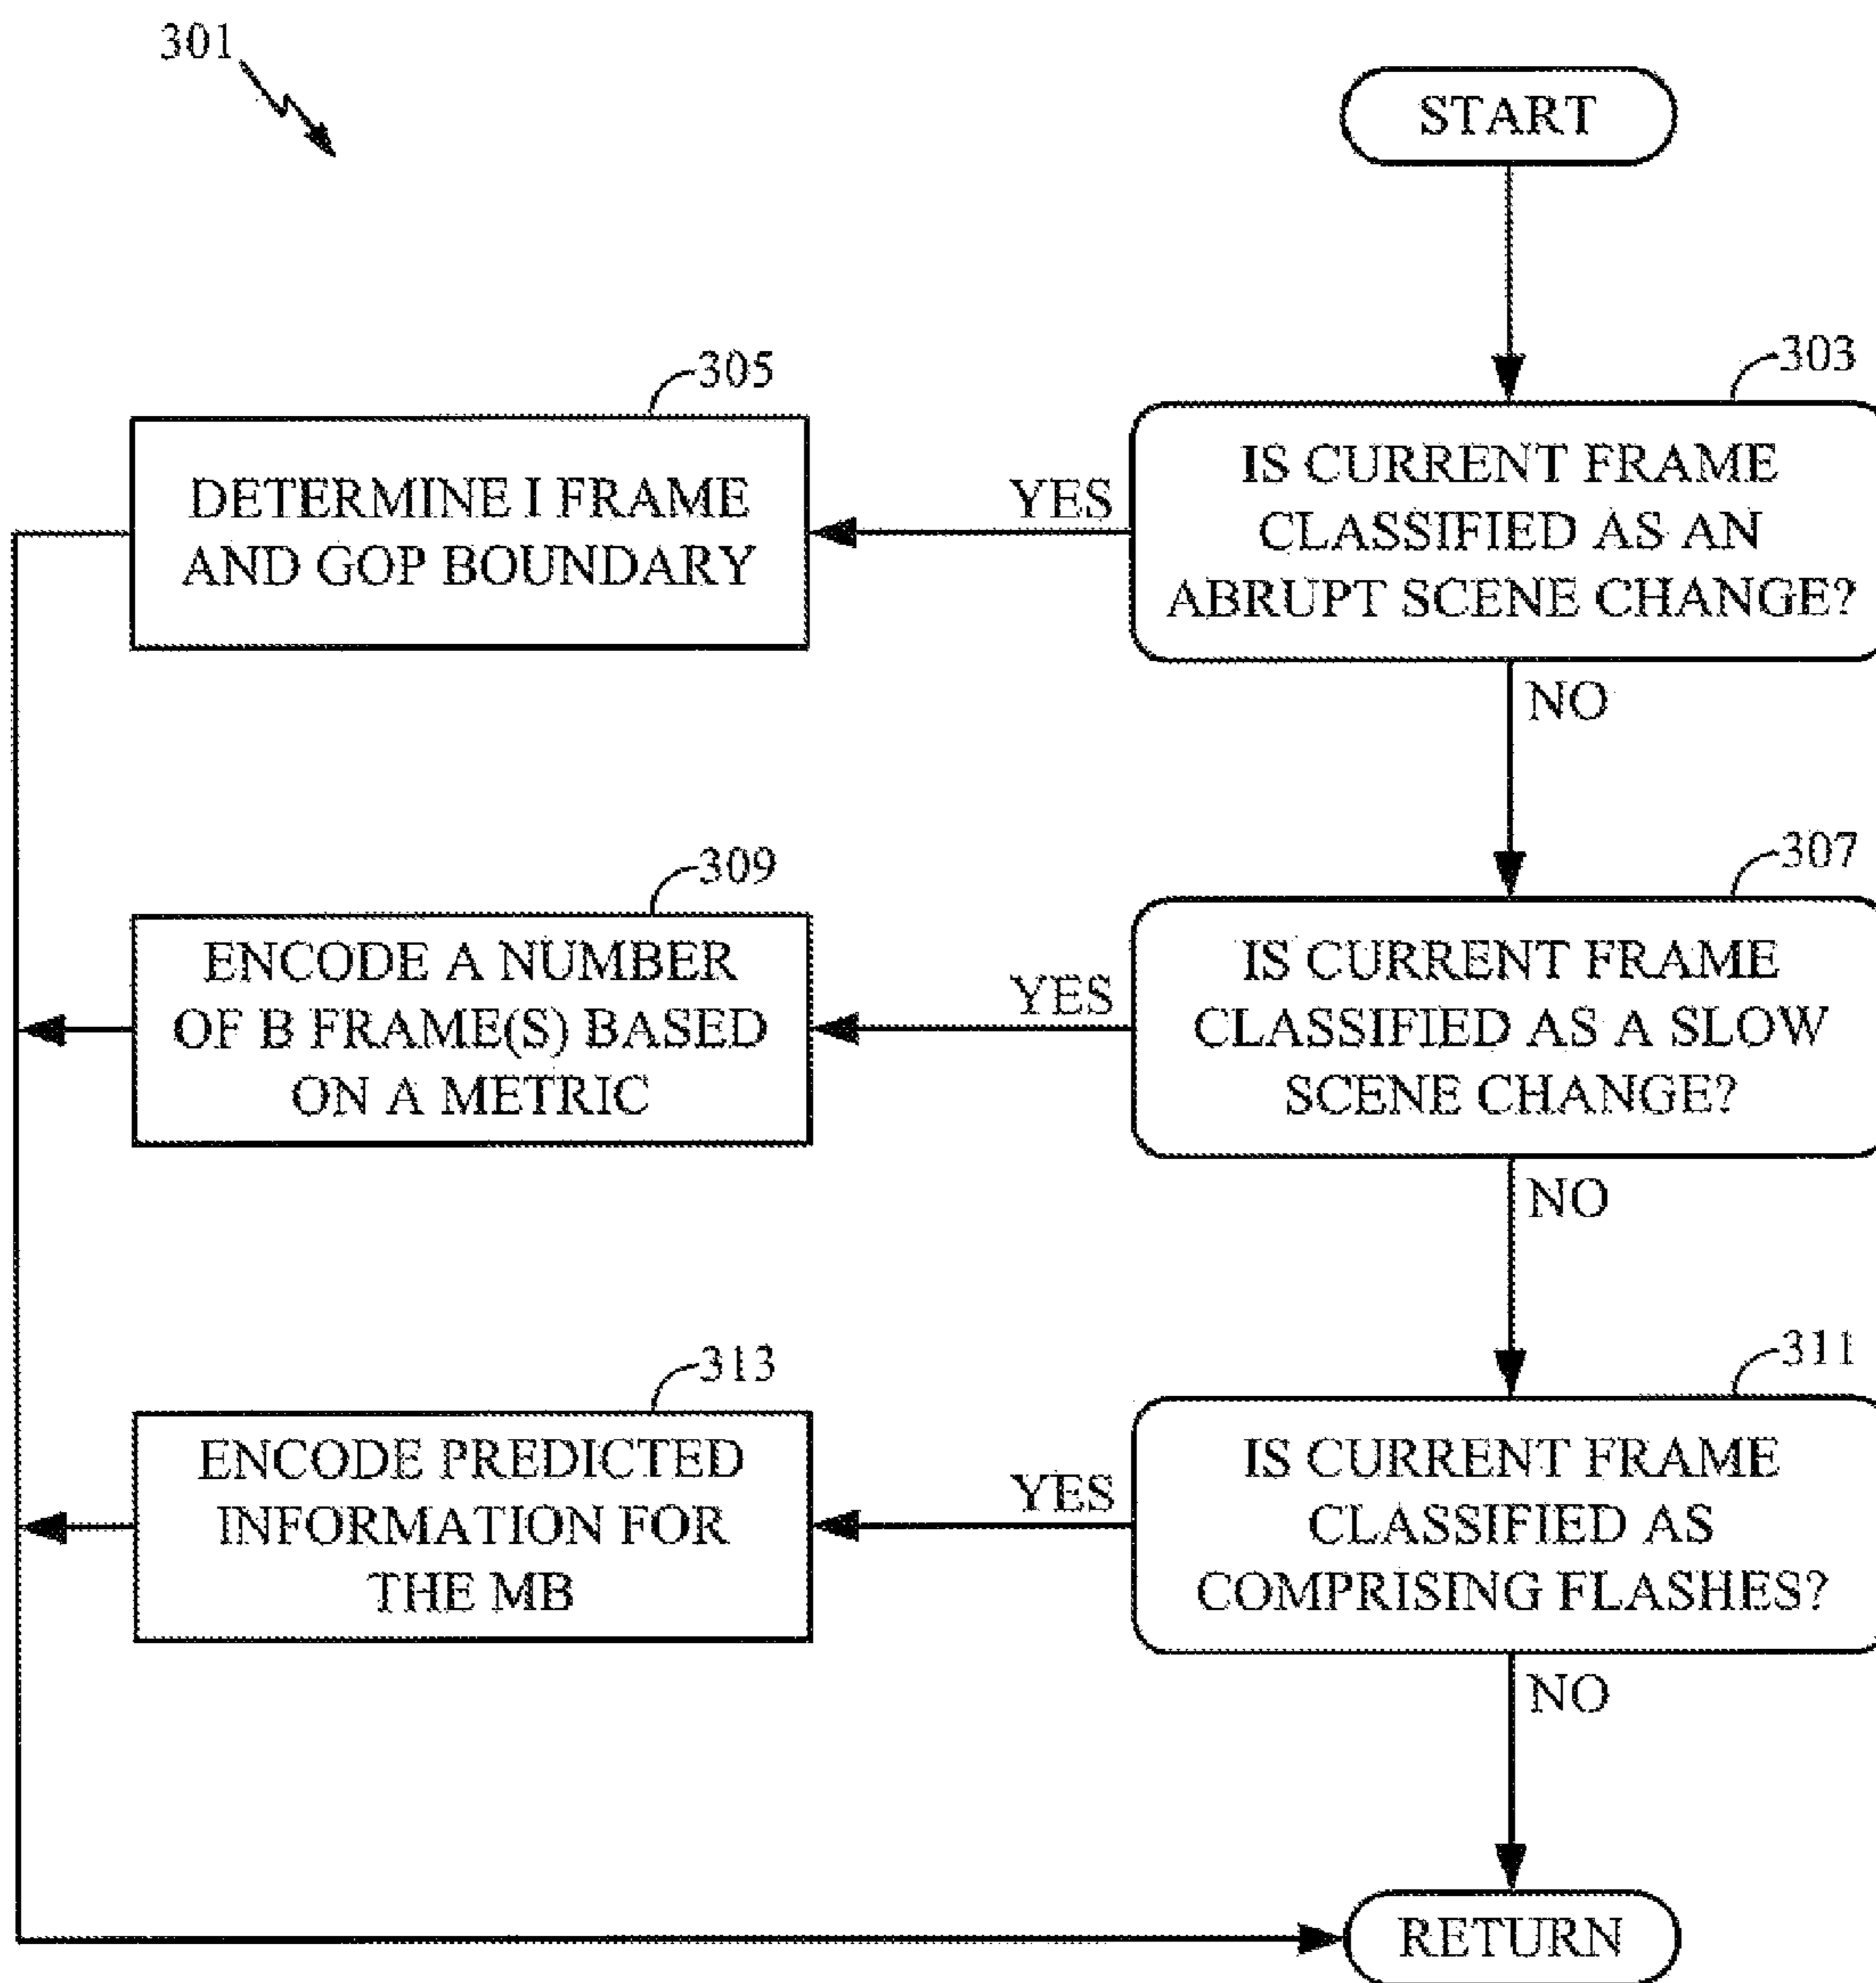 301
START
303
IS CURRENT FRAME
CLASSIFIED AS AN
ABRUPT SCENE CHANGE?
YES
305
DETERMINE I FRAME
AND GOP BOUNDARY
NO
307
IS CURRENT FRAME
CLASSIFIED AS A SLOW
SCENE CHANGE?
YES
309
ENCODE A NUMBER
OF B FRAME(S) BASED
ON A METRIC
NO
311
IS CURRENT FRAME
CLASSIFIED AS
COMPRISING FLASHES?
YES
313
ENCODE PREDICTED
INFORMATION FOR
THE MB
NO
RETURN